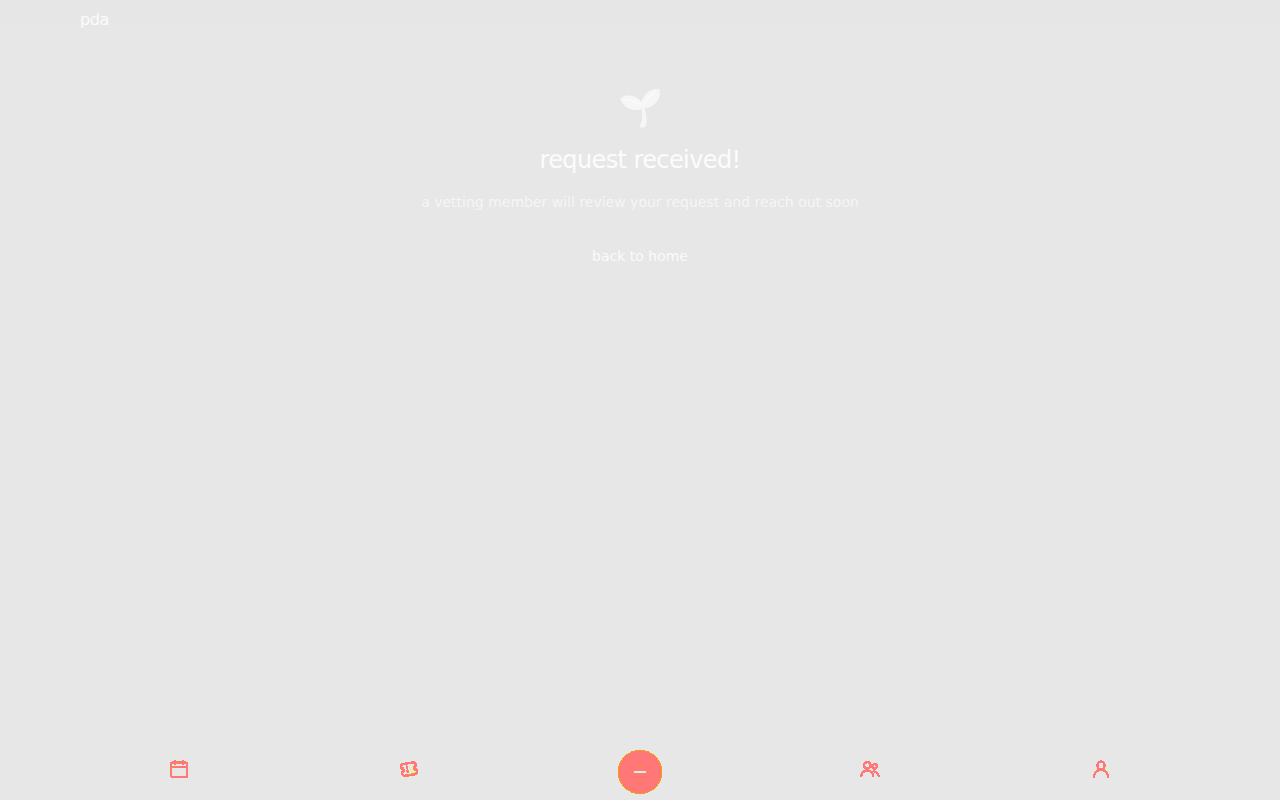 pda
request received!
a vetting member will review your request and reach out soon
back to home